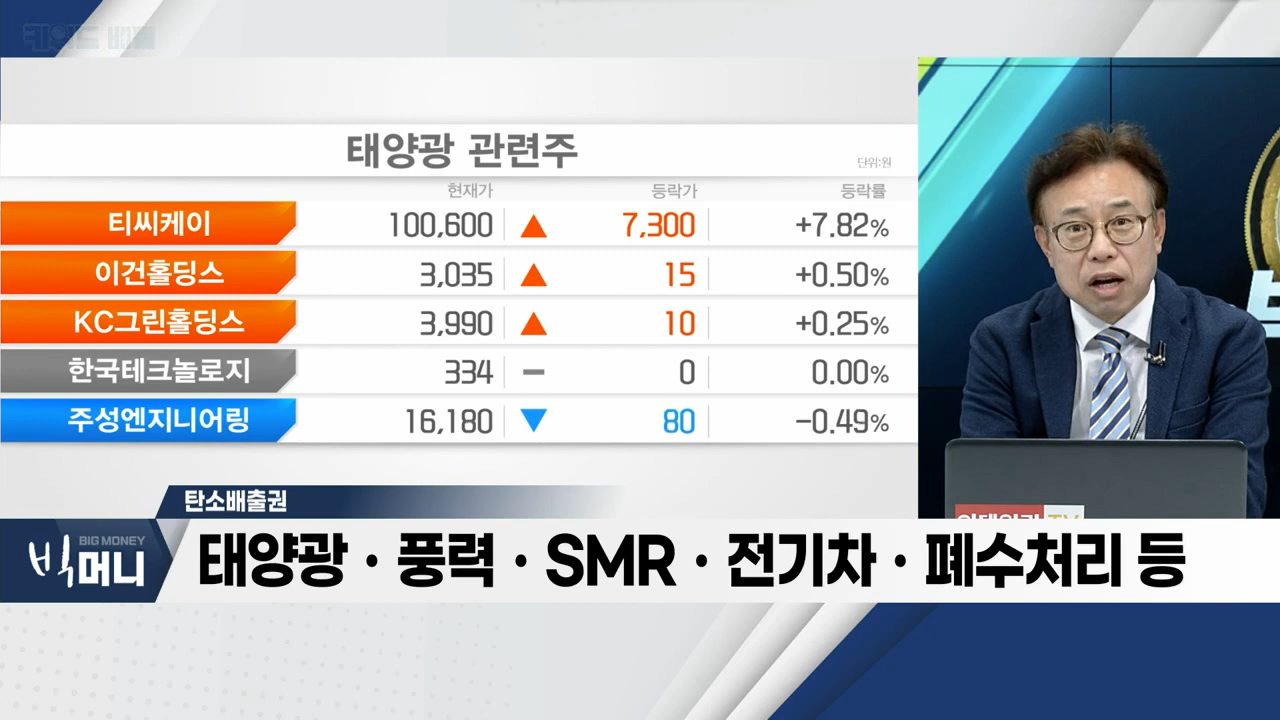 태양광 관련주
단위:원
현재가 등락가 등락률
티씨케이 100,600 ▲ 7,300 +7.82%
이건홀딩스 3,035 ▲ 15 +0.50%
KC그린홀딩스 3,990 ▲ 10 +0.25%
한국테크놀로지 334 - 0 0.00%
주성엔지니어링 16,180 ▼ 80 -0.49%
탄소배출권
BIG MONEY
빅머니
태양광·풍력·SMR·전기차·폐수처리 등